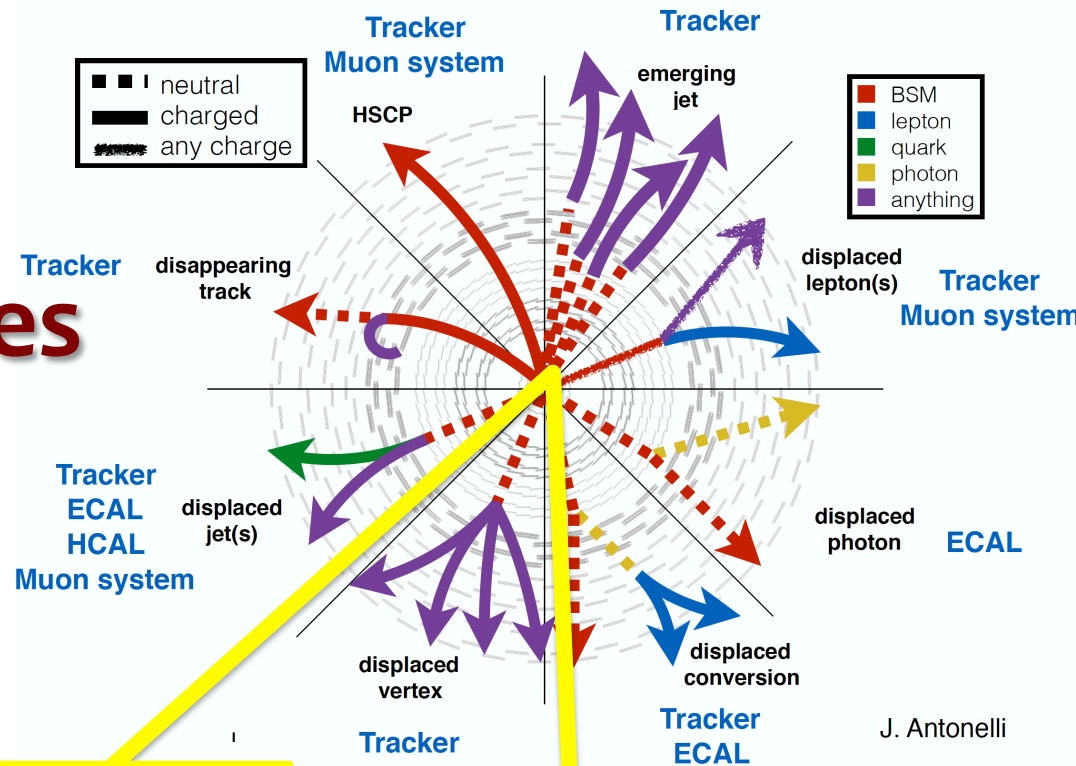 Tracker
Muon system
Tracker
neutral
charged
any charge
HSCP
emerging
jet
BSM
lepton
quark
photon
anything
Tracker
disappearing
track
es
displaced
lepton(s)
Tracker
Muon system
Tracker
ECAL
HCAL
Muon system
displaced
jet(s)
displaced
photon
ECAL
displaced
vertex
displaced
conversion
Tracker
Tracker
ECAL
J. Antonelli